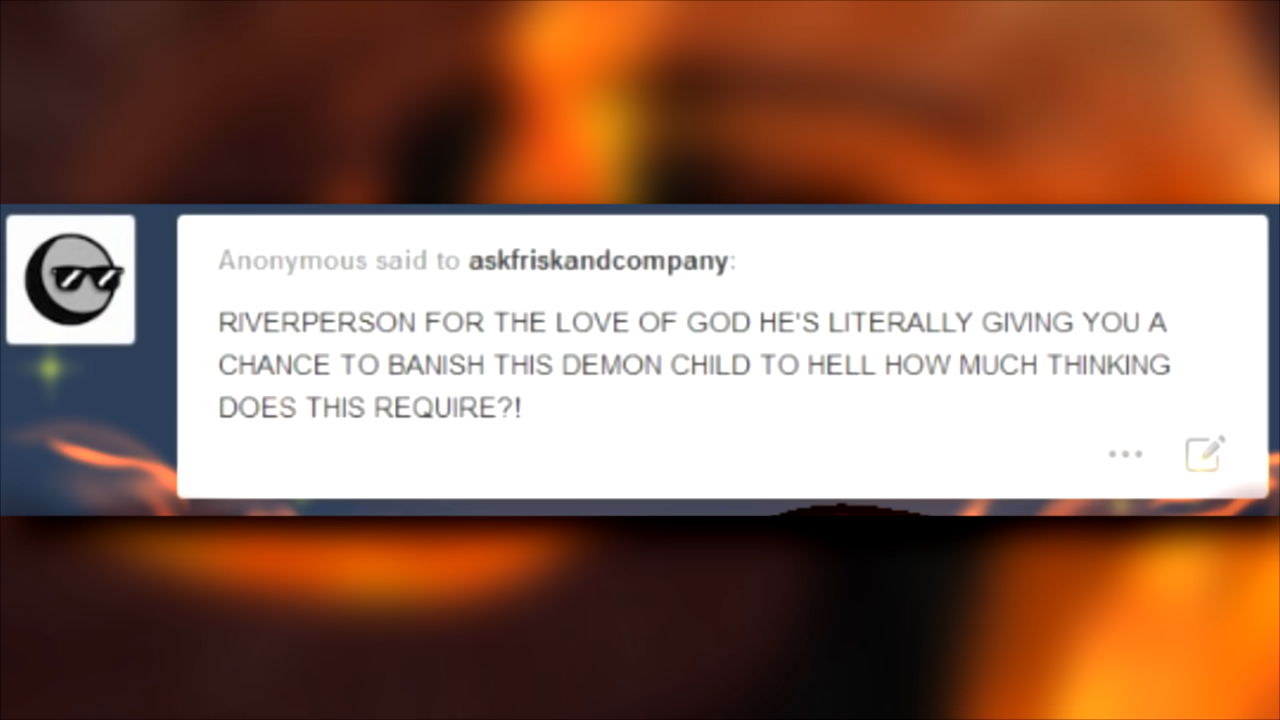 Anonymous said to askfriskandcompany:
RIVERPERSON FOR THE LOVE OF GOD HE'S LITERALLY GIVING YOU A
CHANCE TO BANISH THIS DEMON CHILD TO HELL HOW MUCH THINKING
DOES THIS REQUIRE?!